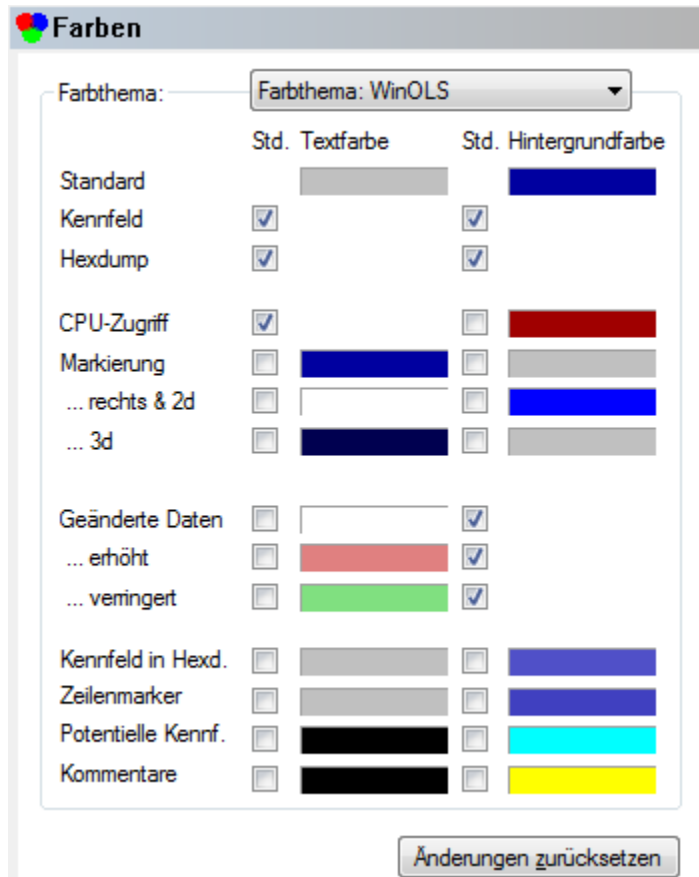 Farben
Farbthema: Farbthema: WinOLS
Std. Textfarbe Std. Hintergrundfarbe
Standard
Kennfeld
Hexdump
CPU-Zugriff
Markierung
... rechts & 2d
... 3d
Geänderte Daten
... erhöht
... verringert
Kennfeld in Hexd.
Zeilenmarker
Potentielle Kennf.
Kommentare
Änderungen zurücksetzen